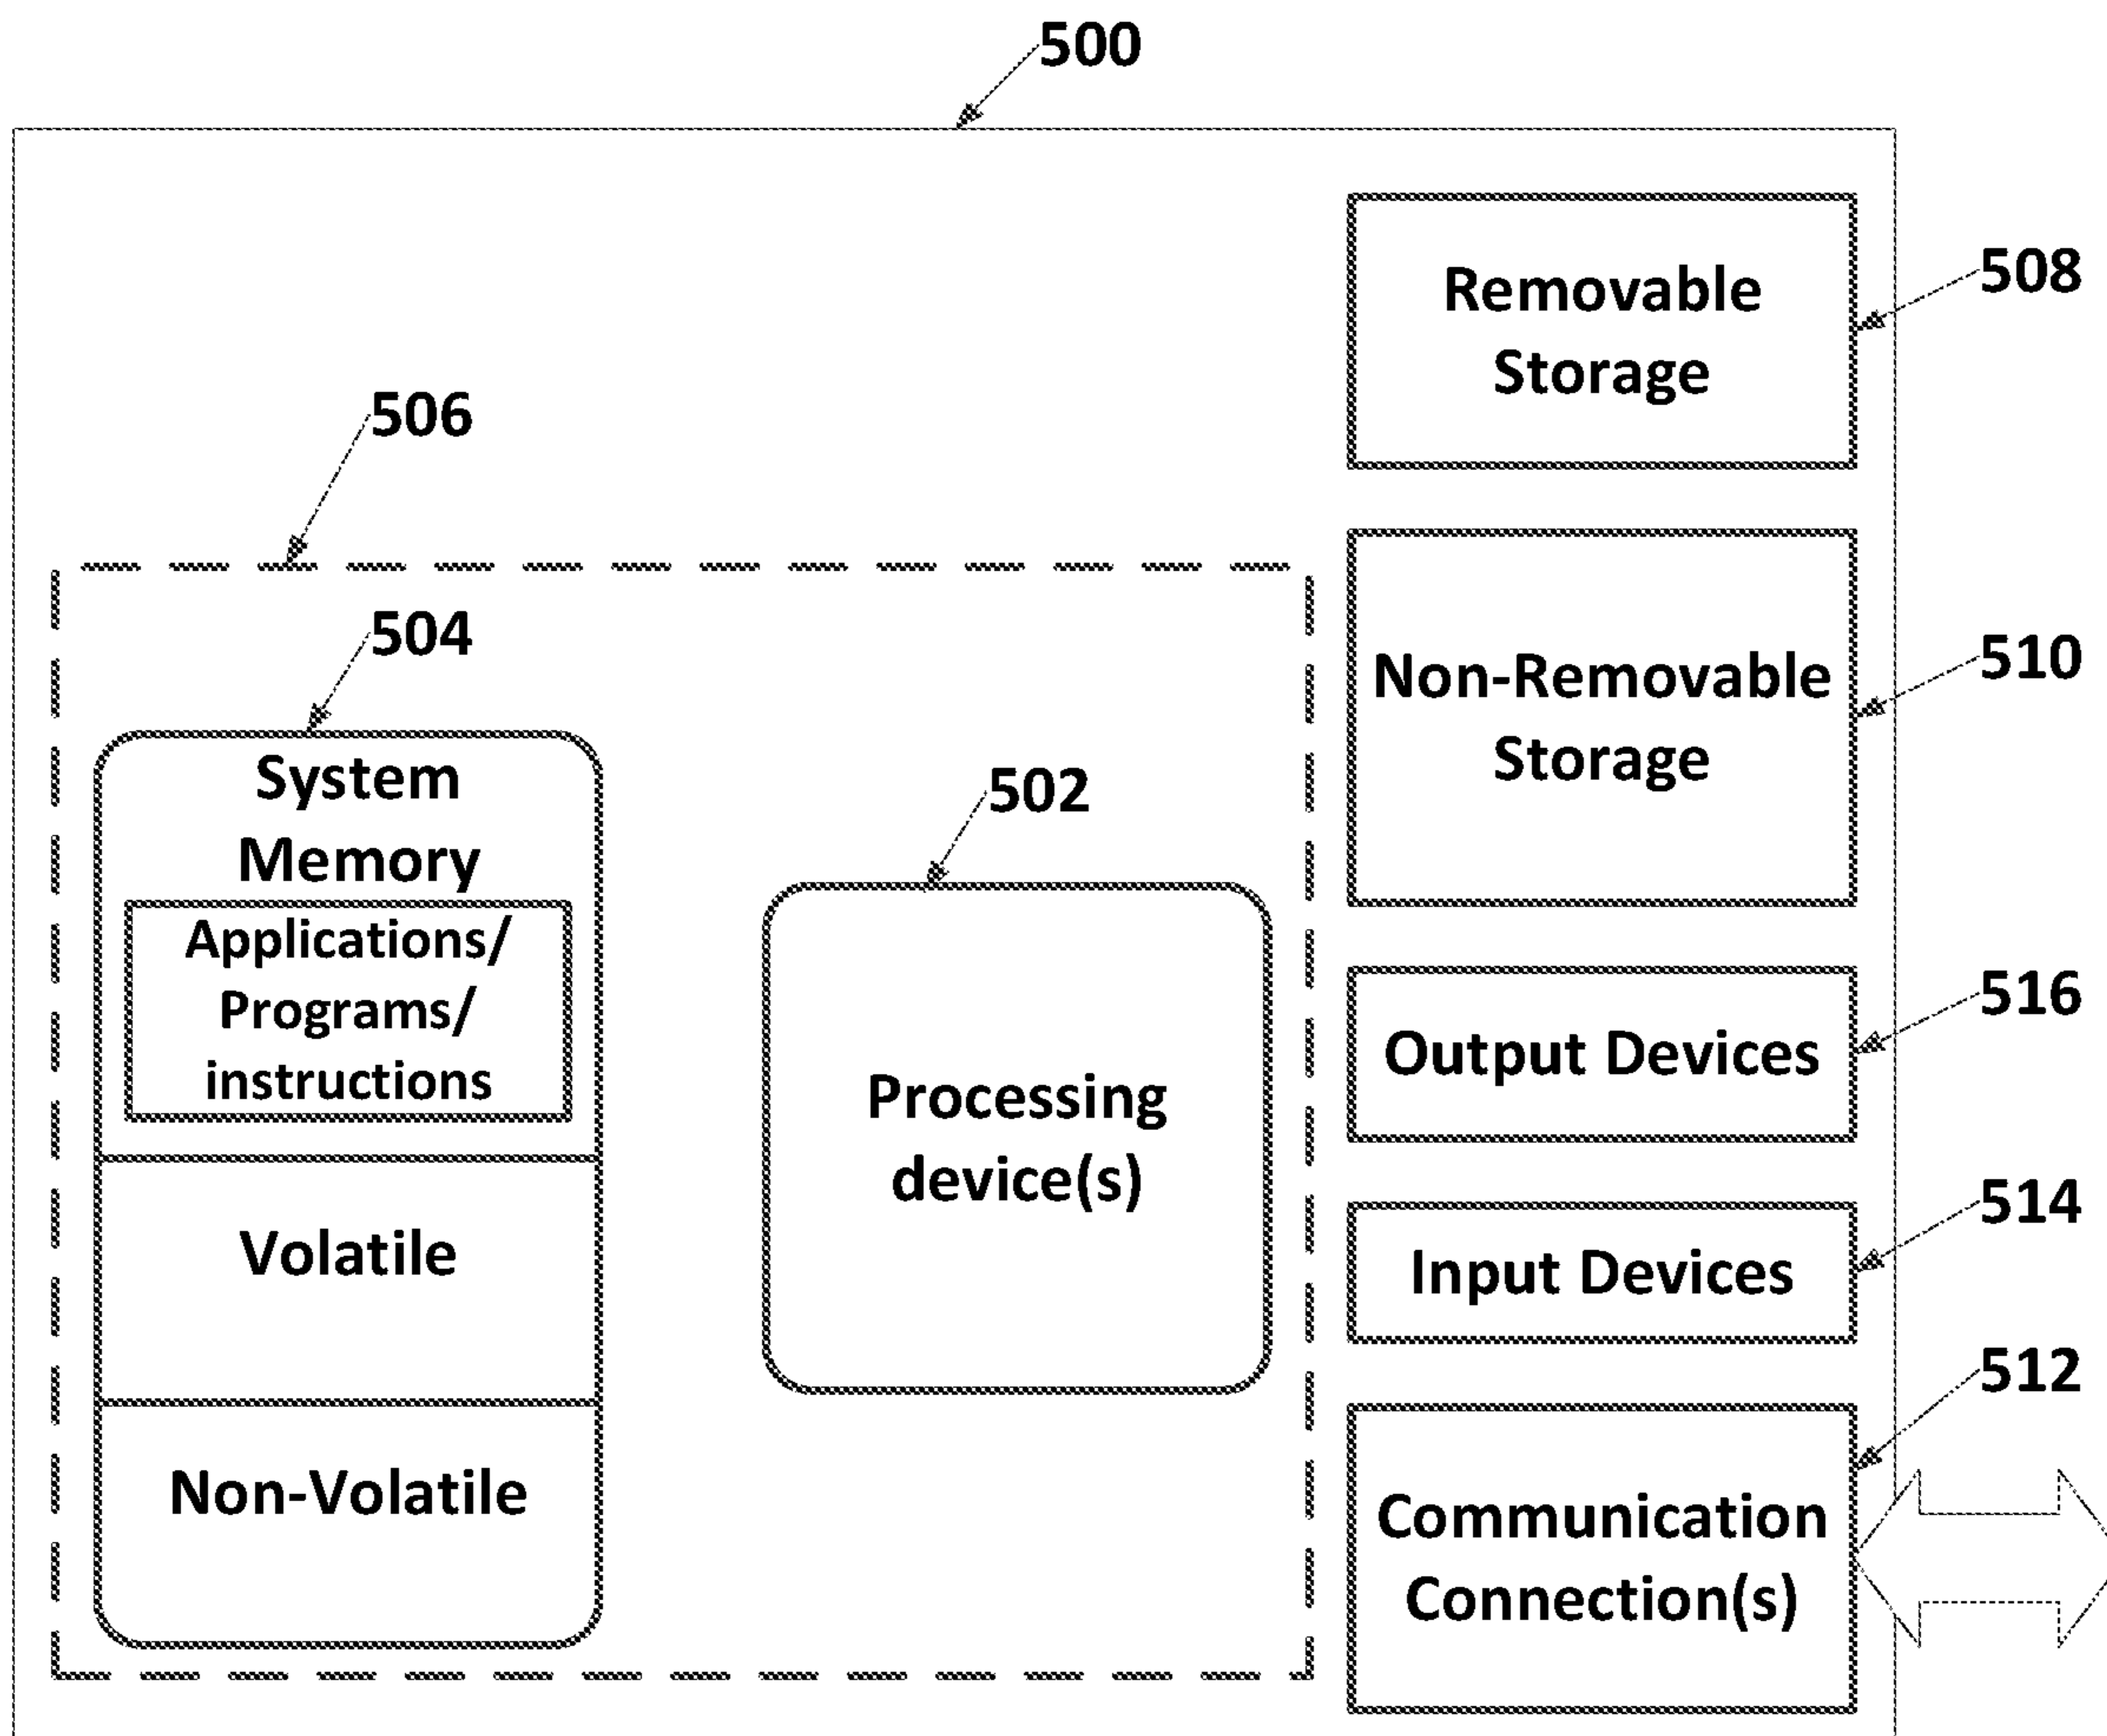 500
Removable
Storage
508
506
Non-Removable
Storage
510
504
System
Memory
Applications/
Programs/
instructions
Volatile
Non-Volatile
502
Processing
device(s)
Output Devices
516
Input Devices
514
Communication
Connection(s)
512